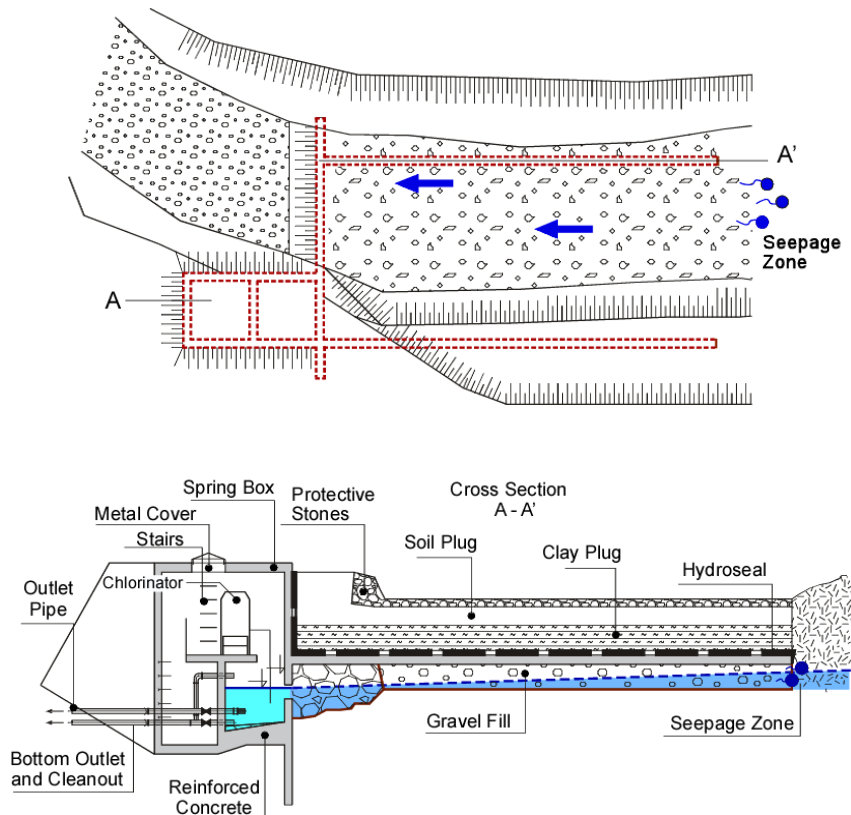 A'
Seepage
Zone
A
Spring Box
Protective
Stones
Cross Section
A - A'
Metal Cover
Stairs
Soil Plug
Clay Plug
Hydroseal
Outlet
Pipe
Chlorinator
Gravel Fill
Seepage Zone
Bottom Outlet
and Cleanout
Reinforced
Concrete